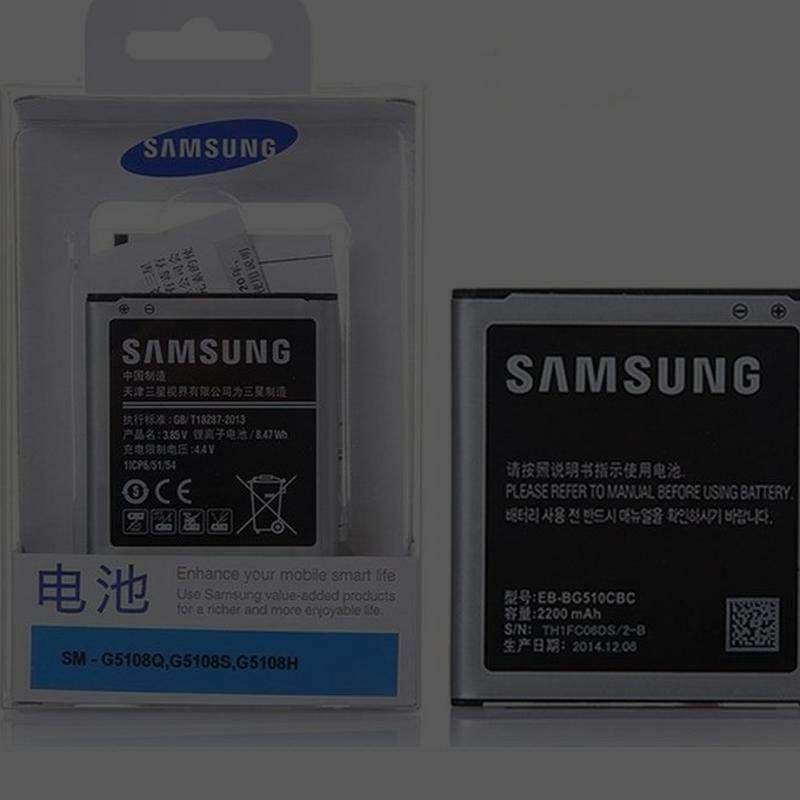 SAMSUNG
SAMSUNG
中国制造
天津三星视界有限公司为三星制造
执行标准：GB/T18287-2013
产品名：3.85V 锂离子电池/8.47Wh
充电限制电压：4.4V
1ICP6/51/54
电池
Enhance your mobile smart life
Use Samsung value-added products
for a richer and more enjoyable life.
SM - G5108Q,G5108S,G5108H
SAMSUNG
请按照说明书指示使用电池.
PLEASE REFER TO MANUAL BEFORE USING BATTERY.
배터리 사용 전 반드시 매뉴얼을 확인하시기 바랍니다.
型号:EB-BG510CBC
容量:2200 mAh
S/N: TH1FC06DS/2-B
生产日期: 2014.12.06